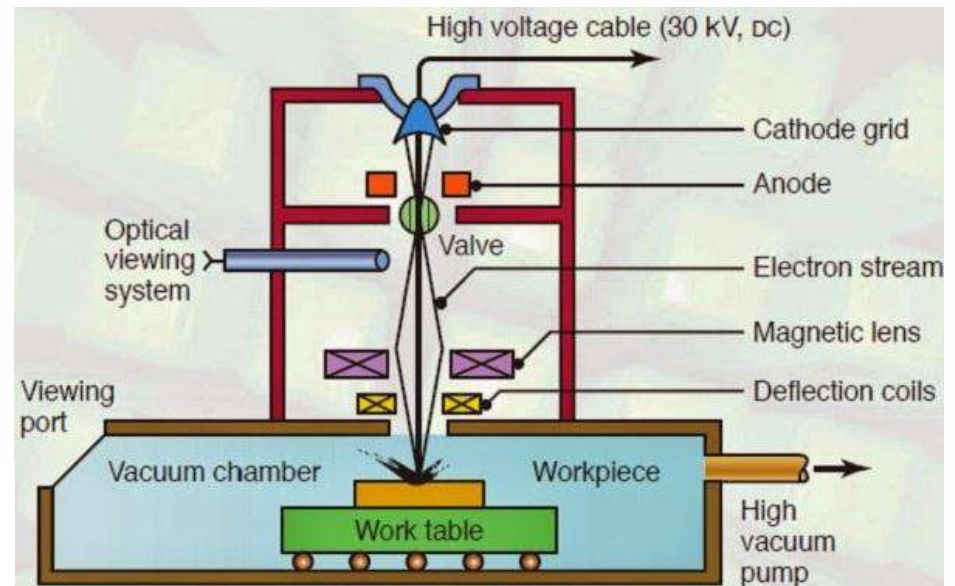 High voltage cable (30 kV, DC)
Cathode grid
Anode
Optical
viewing
system
Valve
Electron stream
Magnetic lens
Deflection coils
Viewing
port
Vacuum chamber
Workpiece
Work table
High
vacuum
pump